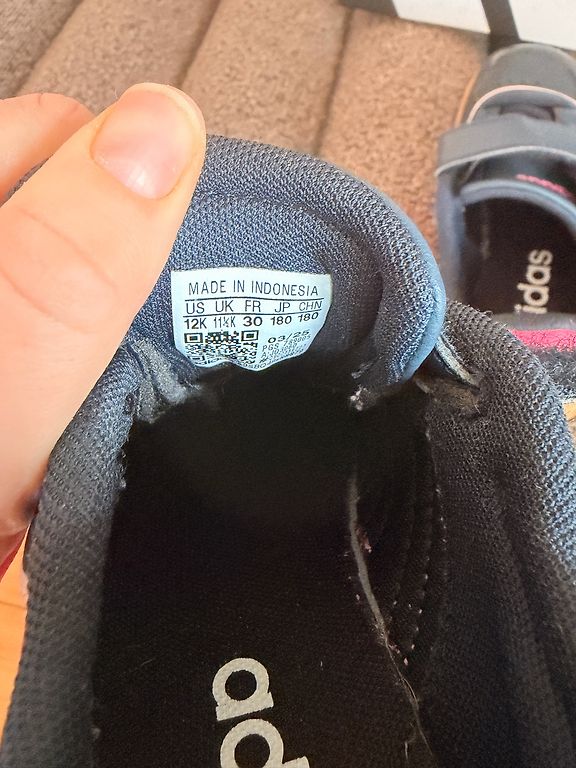 MADE IN INDONESIA
US UK FR JP CHN
12K 11½K 30 180 180
03/25
ad
didas